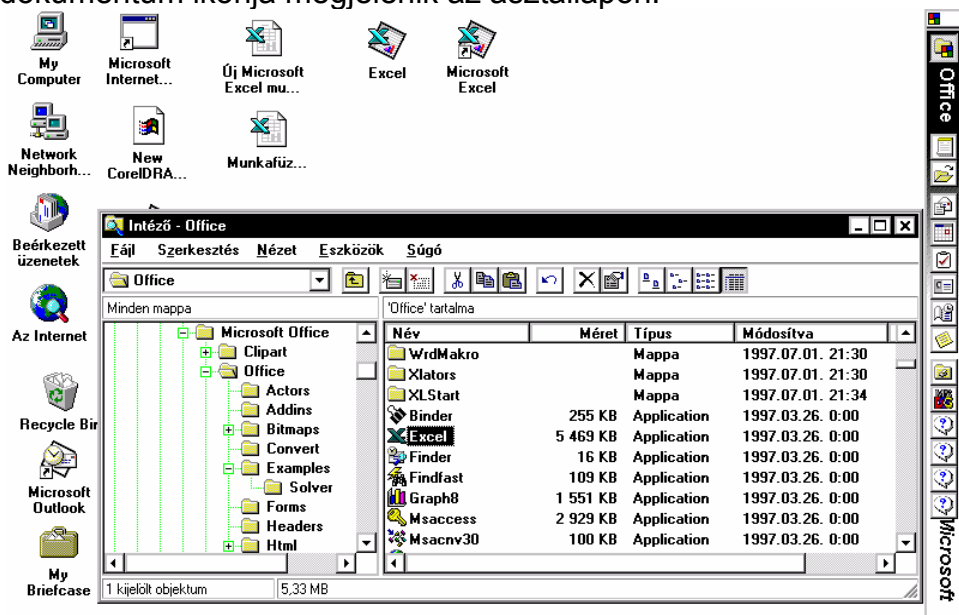 dokumentum ikonja megjelenik az asztallapon.
My
Computer
Microsoft
Internet...
Új Microsoft
Excel mu...
Excel
Microsoft
Excel
Network
Neighborh...
New
CorelDRA...
Munkafüz...
Beérkezett
üzenetek
Az Internet
Recycle Bin
Microsoft
Outlook
My
Briefcase
Intéző - Office
Fájl Szerkesztés Nézet Eszközök Súgó
Office
Minden mappa
'Office' tartalma
Microsoft Office
Clipart
Office
Actors
Addins
Bitmaps
Convert
Examples
Solver
Forms
Headers
Html
Név Méret Típus Módosítva
WrdMakro Mappa 1997.07.01. 21:30
Xlators Mappa 1997.07.01. 21:30
XLStart Mappa 1997.07.01. 21:34
Binder 255 KB Application 1997.03.26. 0:00
Excel 5 469 KB Application 1997.03.26. 0:00
Finder 16 KB Application 1997.03.26. 0:00
Findfast 109 KB Application 1997.03.26. 0:00
Graph8 1 551 KB Application 1997.03.26. 0:00
Msaccess 2 929 KB Application 1997.03.26. 0:00
Msacnv30 100 KB Application 1997.03.26. 0:00
1 kijelölt objektum 5,33 MB
Office
Microsoft